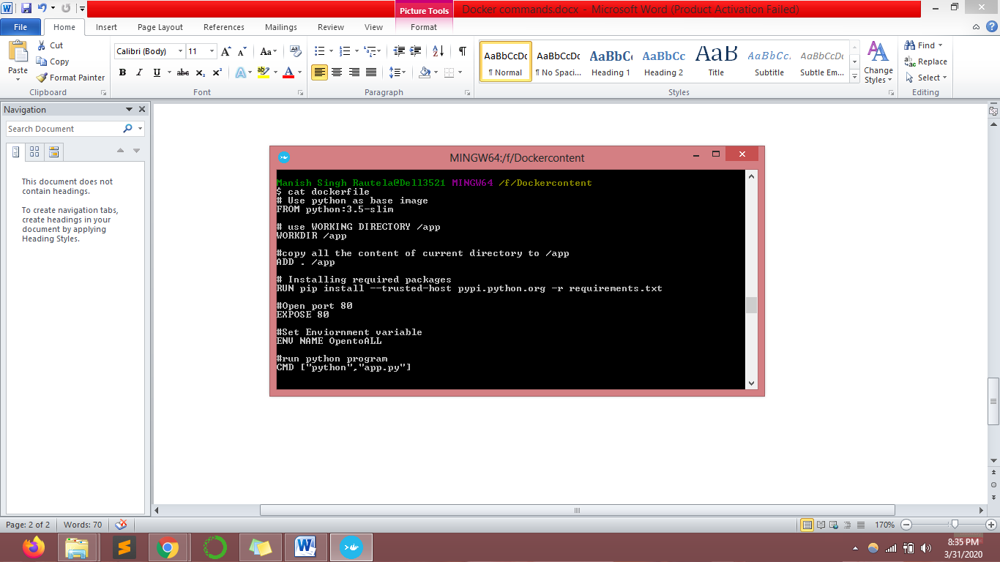 Picture Tools
Docker commands.docx - Microsoft Word (Product Activation Failed)
File Home Insert Page Layout References Mailings Review View Format
Paste
Cut
Copy
Format Painter
Clipboard
Calibri (Body) 11
Font
Paragraph
AaBbCcDc AaBbCcDc AaBbC AaBbCc AaB AaBbCc. AaBbCcDc
¶ Normal ¶ No Spaci... Heading 1 Heading 2 Title Subtitle Subtle Em...
Change
Styles
Styles
Find
Replace
Select
Editing
Navigation
Search Document
This document does not
contain headings.
To create navigation tabs,
create headings in your
document by applying
Heading Styles.
MINGW64:/f/Dockercontent
Manish Singh Rautela@Dell3521 MINGW64 /f/Dockercontent
$ cat dockerfile
# Use python as base image
FROM python:3.5-slim
# use WORKING DIRECTORY /app
WORKDIR /app
#copy all the content of current directory to /app
ADD . /app
# Installing required packages
RUN pip install --trusted-host pypi.python.org -r requirements.txt
#Open port 80
EXPOSE 80
#Set Enviornment variable
ENV NAME OpentoALL
#run python program
CMD ["python","app.py"]
Page: 2 of 2 Words: 70 170%
8:35 PM
3/31/2020